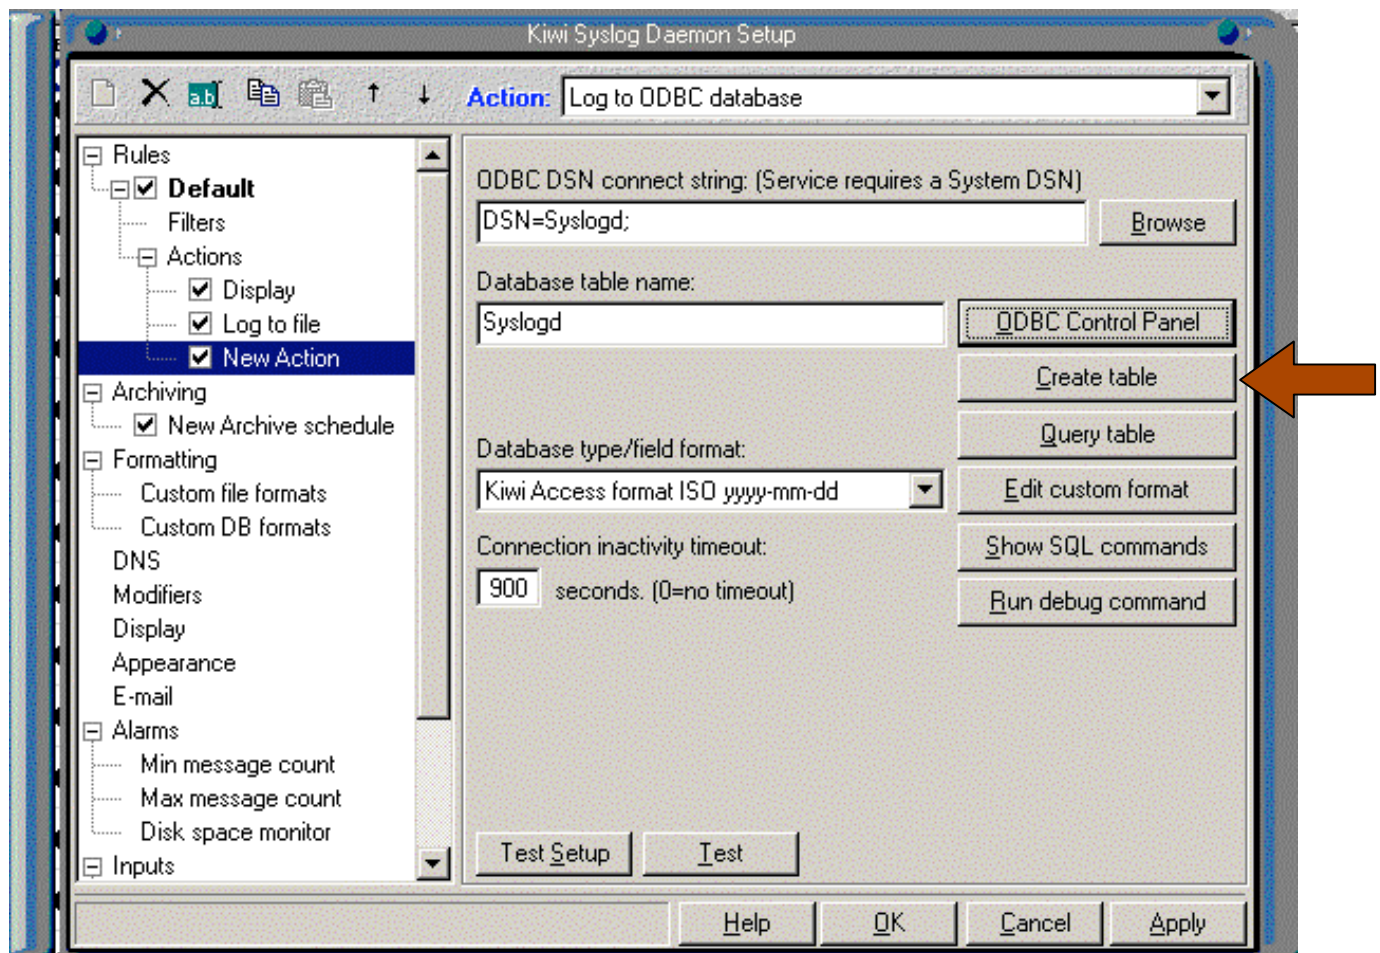 Kiwi Syslog Daemon Setup
a.b
Action: Log to ODBC database
Rules
Default
Filters
Actions
Display
Log to file
New Action
Archiving
New Archive schedule
Formatting
Custom file formats
Custom DB formats
DNS
Modifiers
Display
Appearance
E-mail
Alarms
Min message count
Max message count
Disk space monitor
Inputs
ODBC DSN connect string: (Service requires a System DSN)
DSN=Syslogd;
Browse
Database table name:
Syslogd
ODBC Control Panel
Create table
Query table
Database type/field format:
Kiwi Access format ISO yyyy-mm-dd
Edit custom format
Connection inactivity timeout:
Show SQL commands
900 seconds. (0=no timeout)
Run debug command
Test Setup
Test
Help
OK
Cancel
Apply